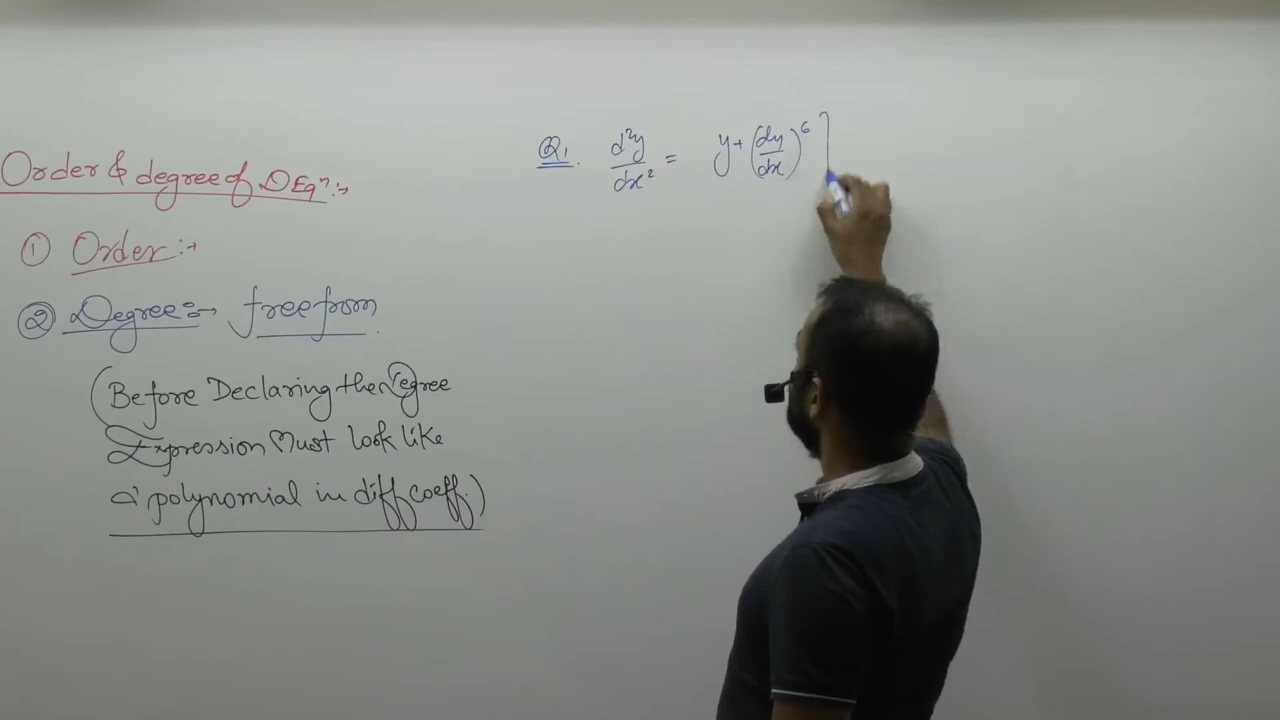 Order & degree of D Eqn:→
① Order:→
② Degree:→ free from
(Before Declaring the Degree
Expression Must look like
a polynomial in diff coeff.)
Q1. d²y/dx² = y + (dy/dx)⁶]